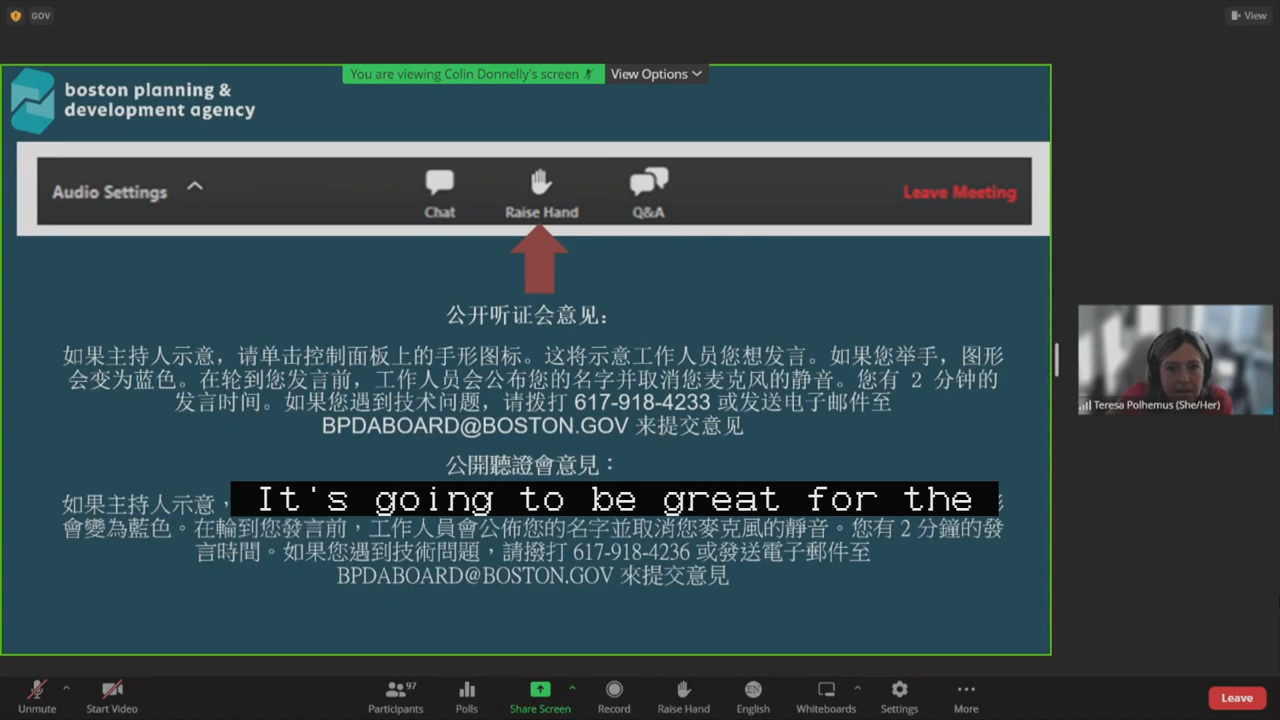 GOV
View
You are viewing Colin Donnelly's screen
View Options
boston planning &
development agency
Audio Settings
Chat
Raise Hand
Q&A
Leave Meeting
公开听证会意见：
如果主持人示意，请单击控制面板上的手形图标。这将示意工作人员您想发言。如果您举手，图形
会变为蓝色。在轮到您发言前，工作人员会公布您的名字并取消您麦克风的静音。您有 2 分钟的
发言时间。如果您遇到技术问题，请拨打 617-918-4233 或发送电子邮件至
BPDABOARD@BOSTON.GOV 来提交意见
Teresa Polhemus (She/Her)
公開聽證會意見：
如果主持人示意，
It's going to be great for the
會變為藍色。在輪到您發言前，工作人員會公佈您的名字並取消您麥克風的靜音。您有 2 分鐘的發
言時間。如果您遇到技術問題，請撥打 617-918-4236 或發送電子郵件至
BPDABOARD@BOSTON.GOV 來提交意見
Unmute
Start Video
97
Participants
Polls
Share Screen
Record
Raise Hand
EN
English
Whiteboards
Settings
More
Leave